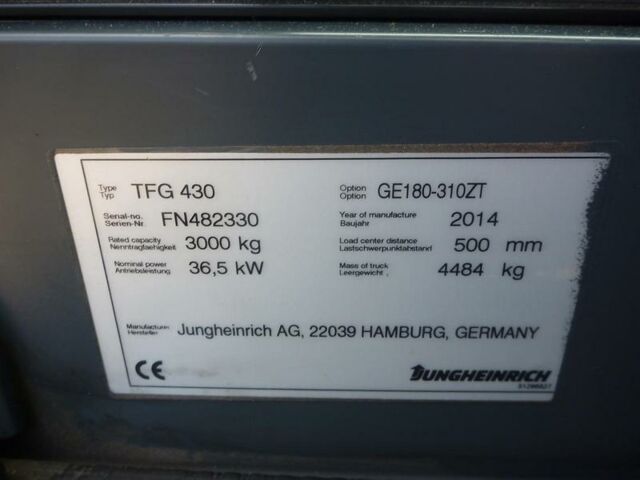 Type TFG 430 Option GE180-310ZT
Typ Option
Serial-no. FN482330 Year of manufacture 2014
Serien-Nr. Baujahr
Rated capacity 3000 kg Load center distance 500 mm
Nenntragfaehigkeit Lastschwerpunktabstand
Nominal power 36,5 kW Mass of truck 4484 kg
Antriebsleistung Leergewicht
Manufacturer Jungheinrich AG, 22039 HAMBURG, GERMANY
Hersteller
CE JUNGHEINRICH